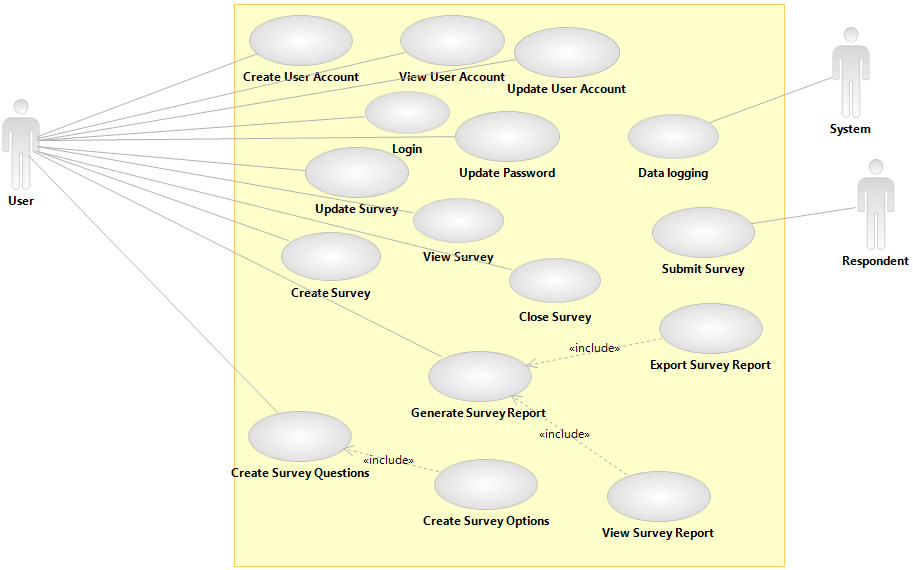 Create User Account
View User Account
Update User Account
Login
System
Update Password
Data logging
User
Update Survey
View Survey
Submit Survey
Respondent
Create Survey
Close Survey
«include»
Export Survey Report
Generate Survey Report
«include»
«include»
Create Survey Questions
Create Survey Options
View Survey Report